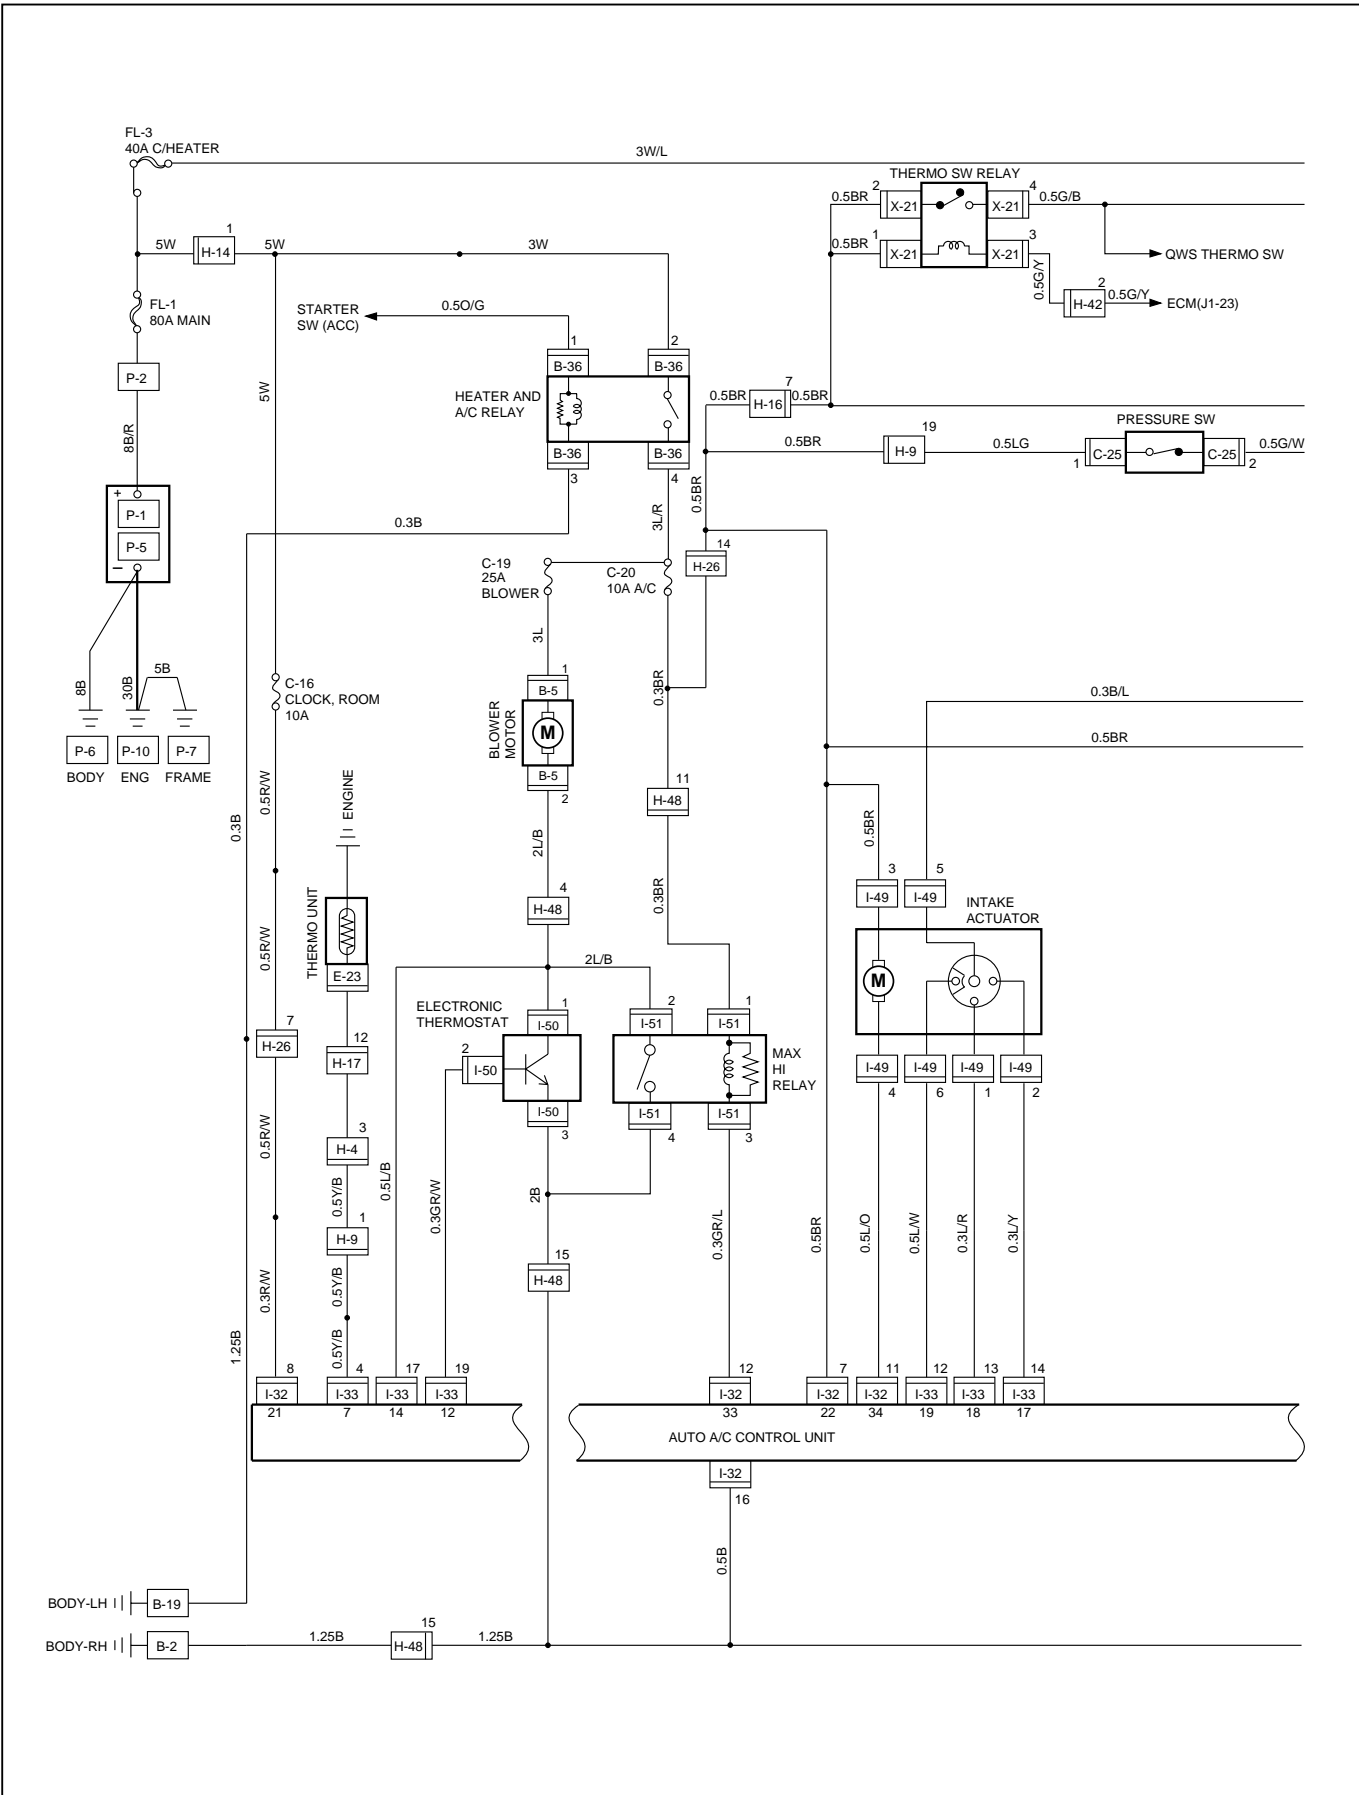 FL-3
40A C/HEATER
3W/L
THERMO SW RELAY
2
0.5BR
X-21
X-21
4
0.5G/B
1
0.5BR
X-21
X-21
3
QWS THERMO SW
0.5G/Y
2
H-42
0.5G/Y
ECM(J1-23)
5W
1
H-14
5W
3W
FL-1
80A MAIN
STARTER
SW (ACC)
0.5O/G
P-2
5W
1
B-36
2
B-36
HEATER AND
A/C RELAY
B-36
3
B-36
4
0.5BR
7
H-16
0.5BR
PRESSURE SW
0.5BR
19
H-9
0.5LG
1
C-25
C-25
2
0.5G/W
8B/R
+
P-1
P-5
–
0.3B
3L/R
0.5BR
14
H-26
C-19
25A
BLOWER
C-20
10A A/C
8B
30B
5B
P-6
P-10
P-7
BODY
ENG
FRAME
C-16
CLOCK, ROOM
10A
3L
1
B-5
BLOWER
MOTOR
M
B-5
2
0.3BR
0.3B/L
0.5BR
11
H-48
0.5R/W
ENGINE
0.3B
2L/B
0.3BR
0.5BR
3
I-49
5
I-49
INTAKE
ACTUATOR
M
THERMO UNIT
E-23
4
H-48
0.5R/W
2L/B
ELECTRONIC
THERMOSTAT
1
I-50
2
I-50
I-50
3
2
I-51
1
I-51
MAX
HI
RELAY
I-51
4
I-51
3
7
H-26
12
H-17
I-49
4
I-49
6
I-49
1
I-49
2
0.5R/W
3
H-4
0.5Y/B
0.5L/B
0.3GR/W
2B
1
H-9
0.5Y/B
15
H-48
0.3GR/L
0.5BR
0.5L/O
0.5L/W
0.3L/R
0.3L/Y
0.3R/W
1.25B
0.5Y/B
8
4
17
19
12
7
11
12
13
14
I-32
I-33
I-33
I-33
I-32
I-32
I-32
I-33
I-33
I-33
21
7
14
12
33
22
34
19
18
17
AUTO A/C CONTROL UNIT
I-32
16
0.5B
BODY-LH
B-19
BODY-RH
B-2
1.25B
15
H-48
1.25B